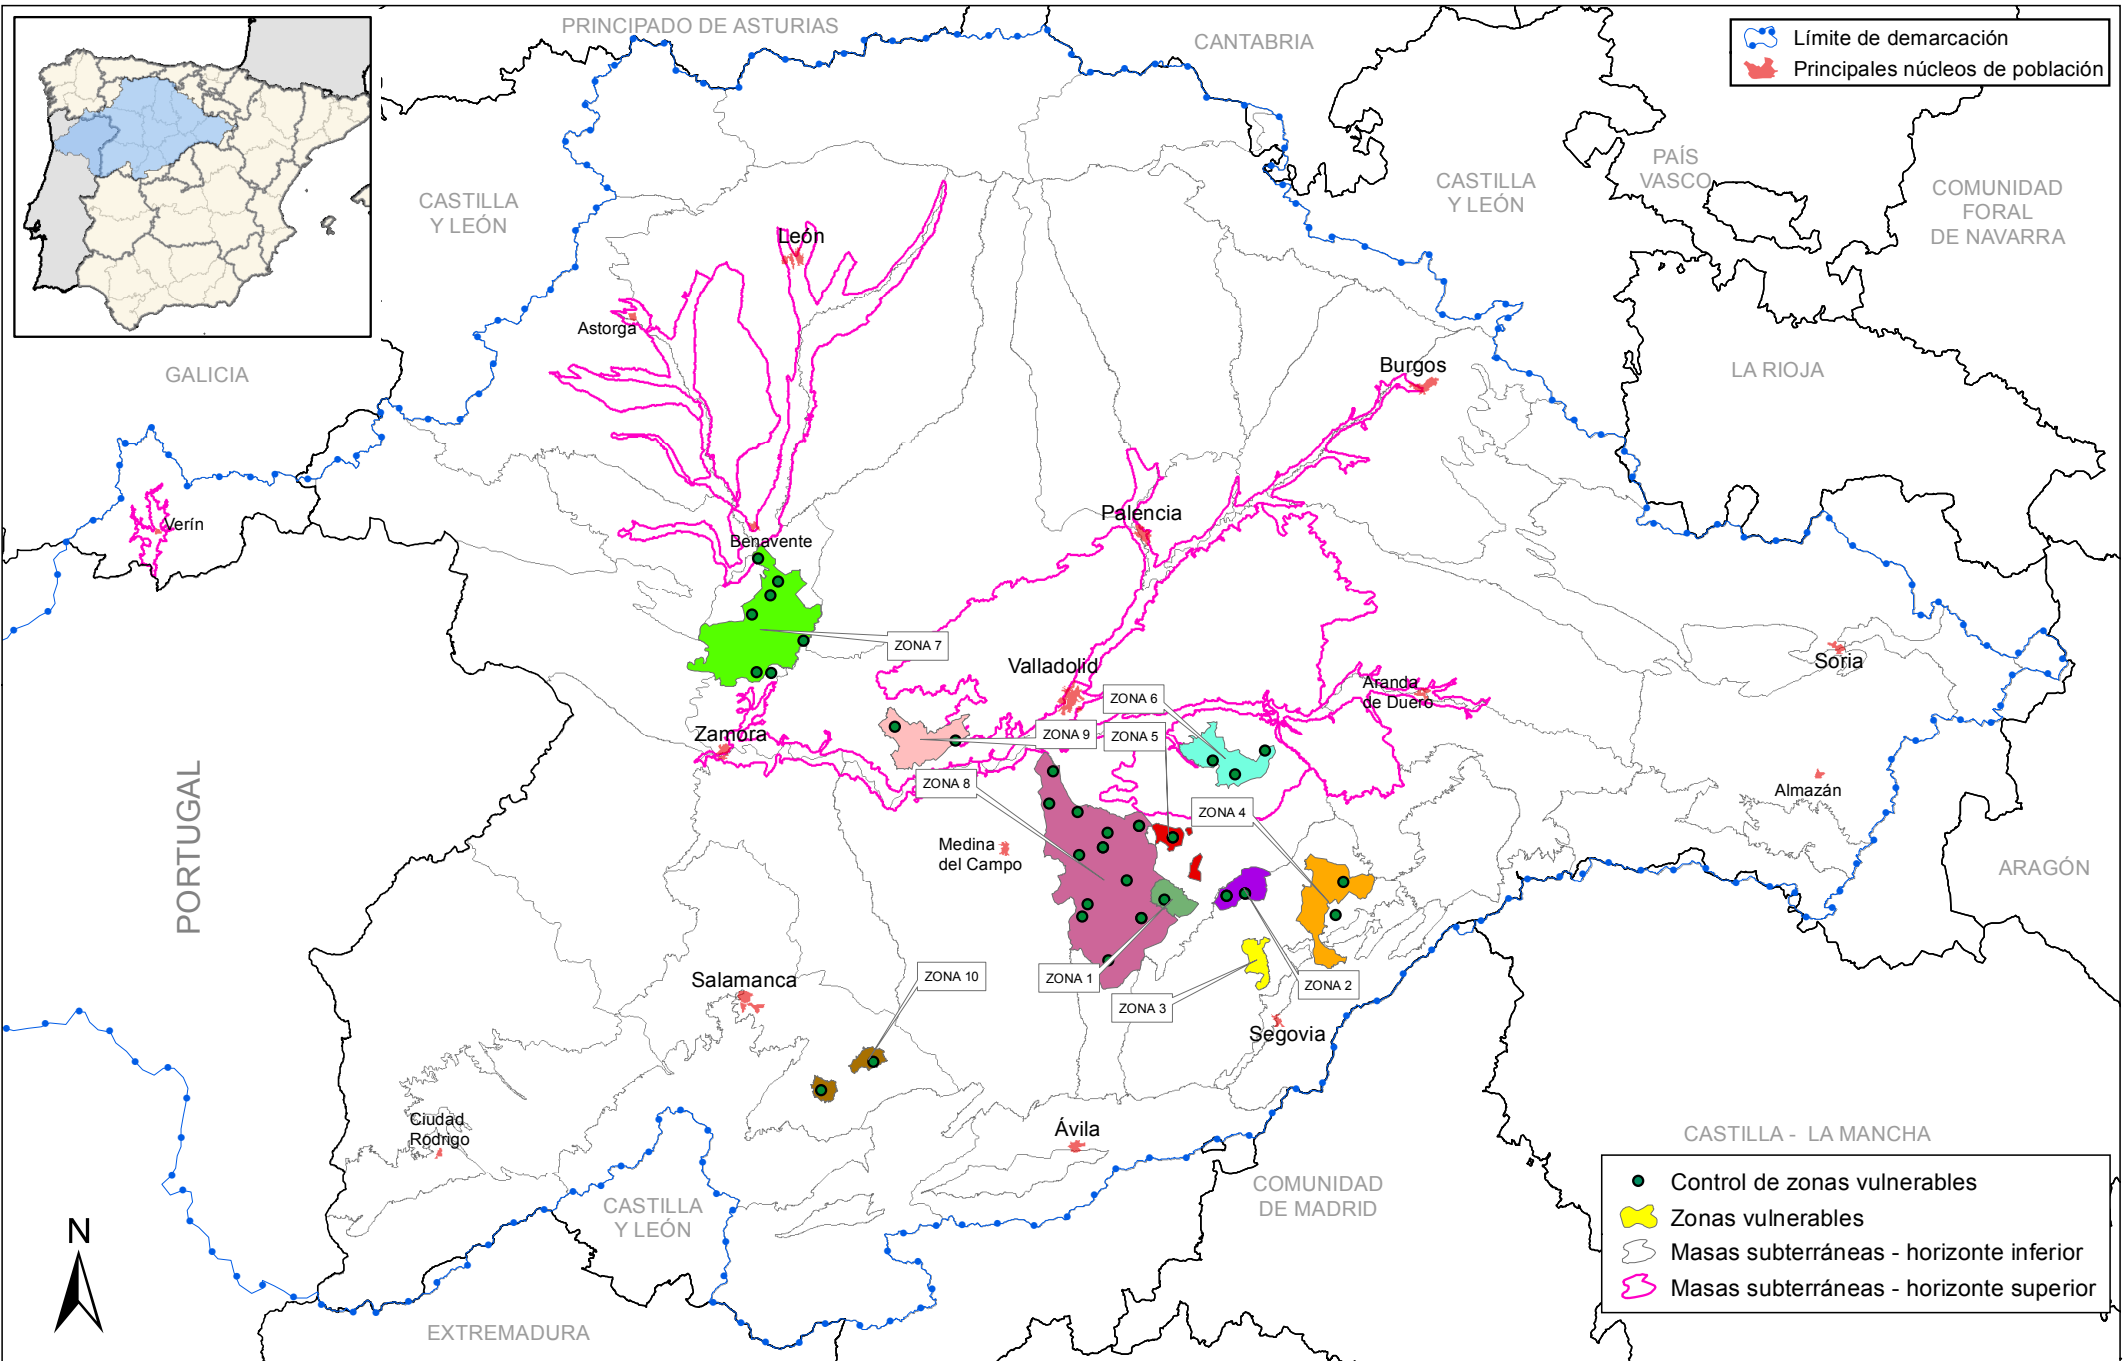 PRINCIPADO DE ASTURIAS
CANTABRIA
Límite de demarcación
Principales núcleos de población
PAÍS
VASCO
CASTILLA
Y LEÓN
CASTILLA
Y LEÓN
COMUNIDAD
FORAL
DE NAVARRA
León
Astorga
GALICIA
Burgos
LA RIOJA
Verín
Palencia
Benavente
ZONA 7
Valladolid
Soria
ZONA 6
Aranda
de Duero
Zamora
ZONA 9
ZONA 5
ZONA 8
Almazán
ZONA 4
PORTUGAL
Medina
del Campo
ARAGÓN
Salamanca
ZONA 10
ZONA 1
ZONA 2
ZONA 3
Segovia
Ciudad
Rodrigo
Ávila
CASTILLA - LA MANCHA
COMUNIDAD
DE MADRID
CASTILLA
Y LEÓN
N
Control de zonas vulnerables
Zonas vulnerables
Masas subterráneas - horizonte inferior
Masas subterráneas - horizonte superior
EXTREMADURA